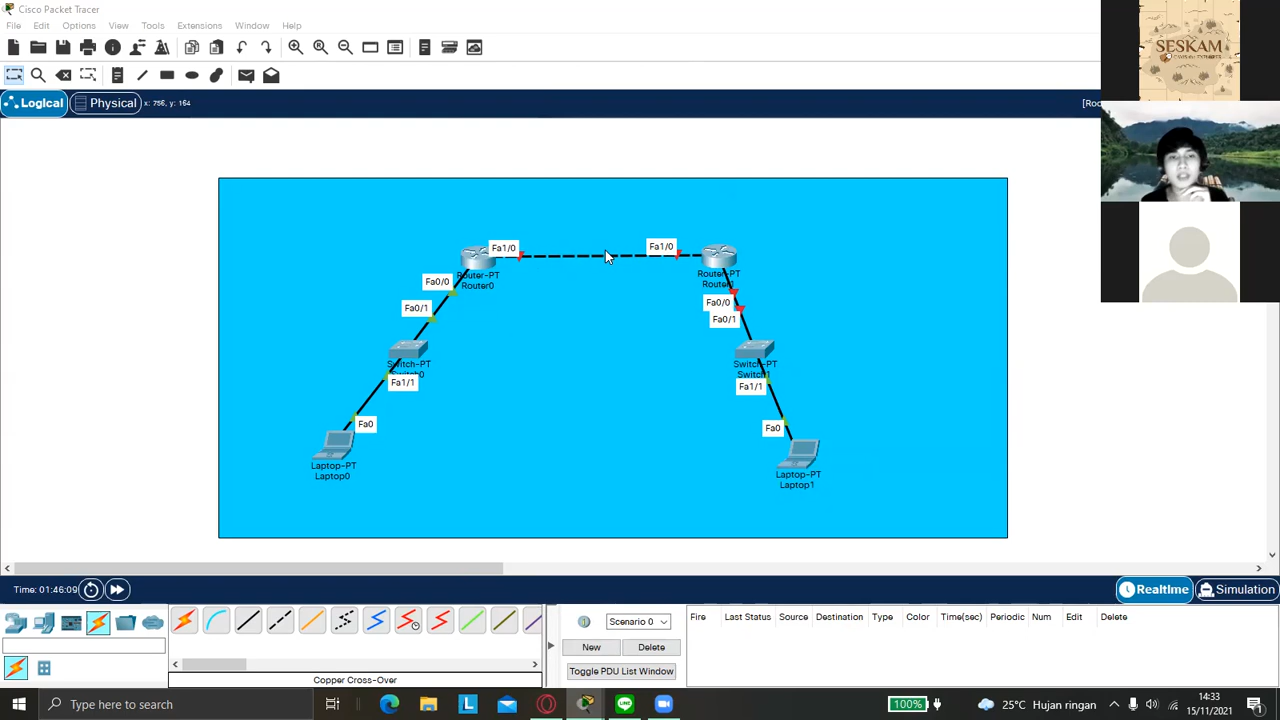 Cisco Packet Tracer
File Edit Options View Tools Extensions Window Help
Logical Physical x: 756, y: 164 [Roo
SESKAM
Fa1/0 Fa1/0
Router-PT
Router0
Router-PT
Router1
Fa0/0
Fa0/1
Fa0/0
Fa0/1
Switch-PT
Switch0
Switch-PT
Switch1
Fa1/1
Fa1/1
Fa0
Fa0
Laptop-PT
Laptop0
Laptop-PT
Laptop1
Time: 01:46:09 Realtime Simulation
Scenario 0
New Delete
Toggle PDU List Window
Fire Last Status Source Destination Type Color Time(sec) Periodic Num Edit Delete
Copper Cross-Over
Type here to search
100% 25°C Hujan ringan 14:33
15/11/2021